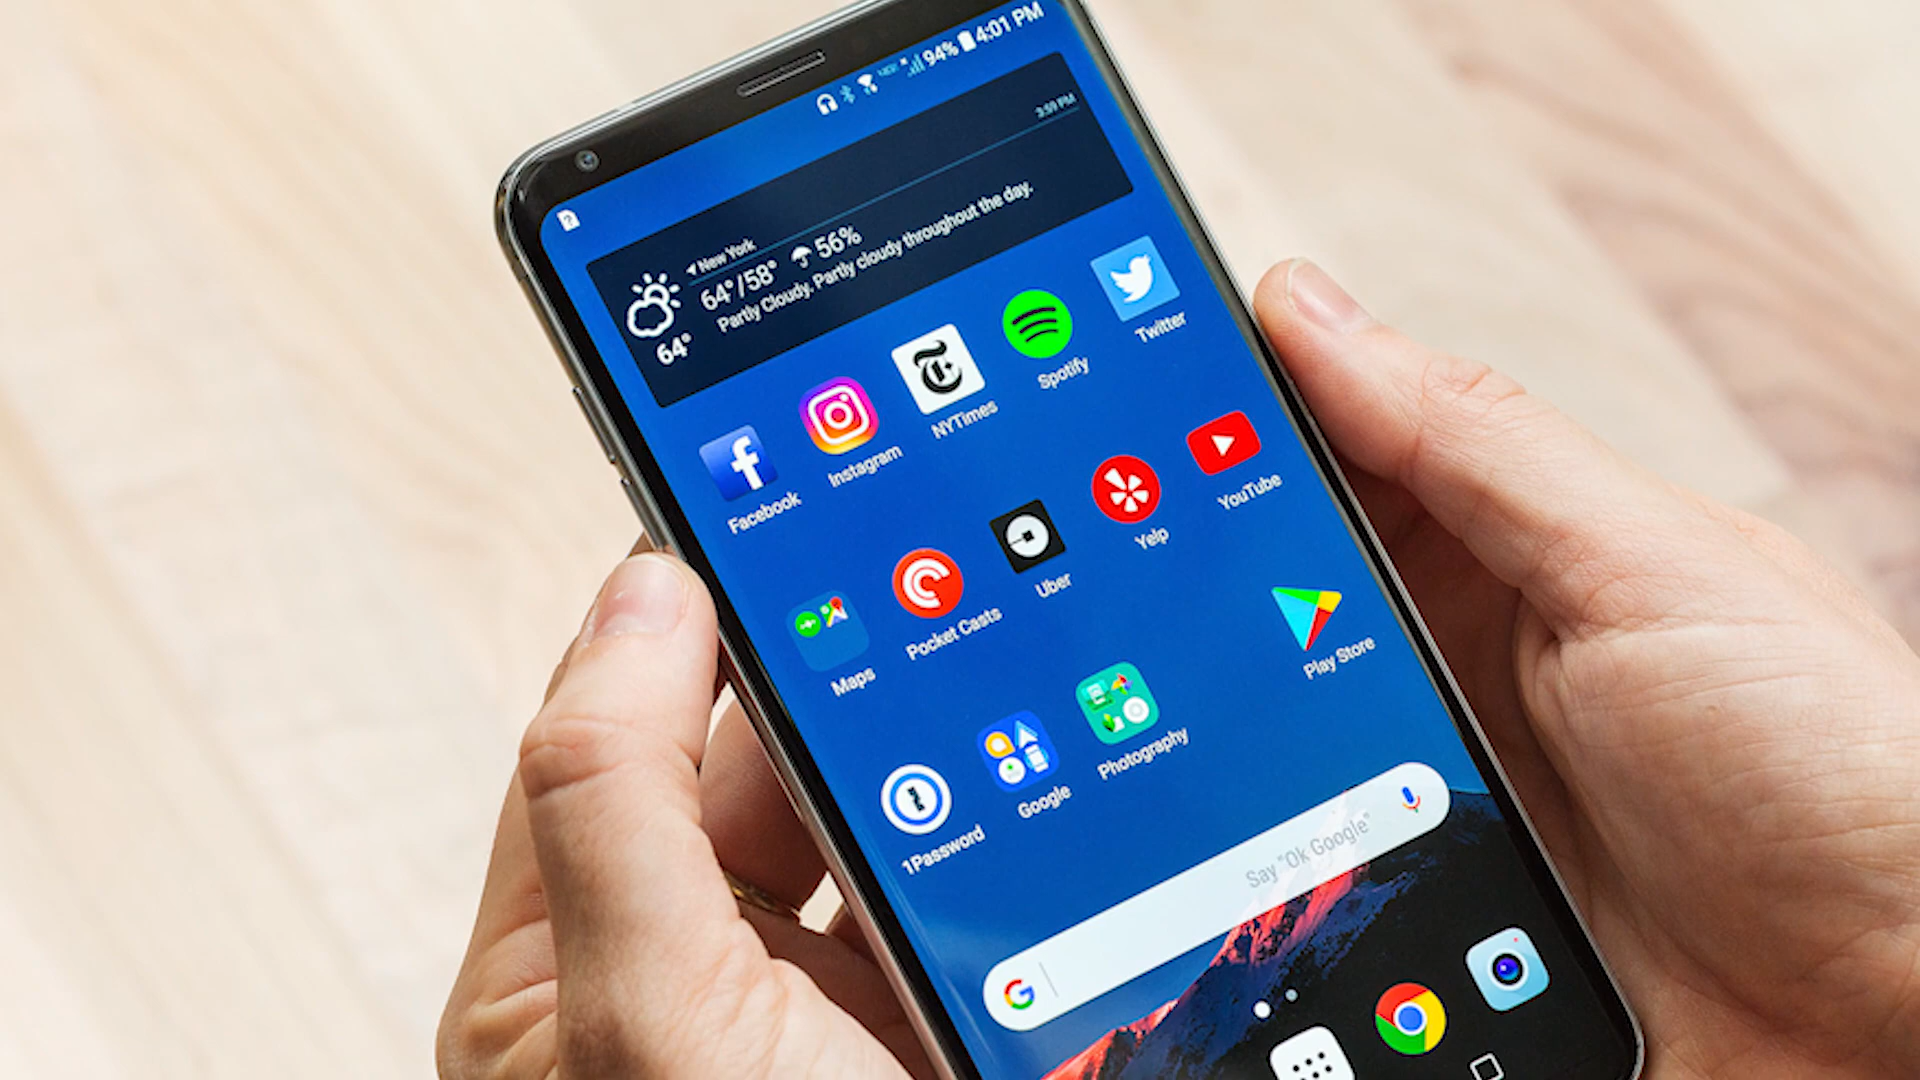 94% 4:01 PM
3:59 PM
New York
64°/58° 56%
Partly Cloudy. Partly cloudy throughout the day.
64°
Facebook
Instagram
NYTimes
Spotify
Twitter
Maps
Pocket Casts
Uber
Yelp
YouTube
1Password
Google
Photography
Play Store
Say "Ok Google"